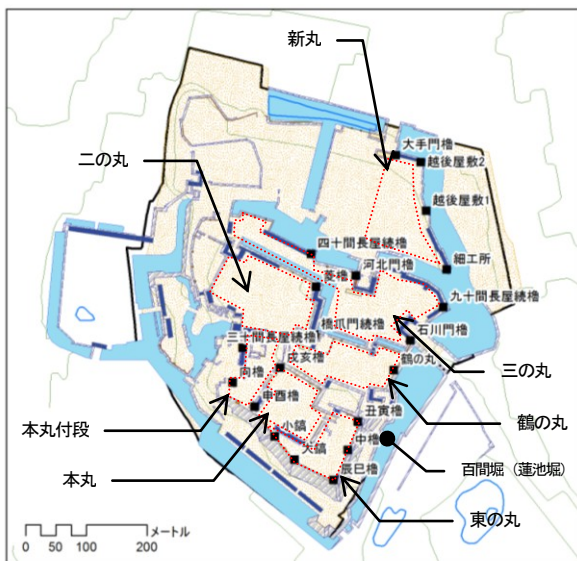 新丸
大手門櫓
越後屋敷2
二の丸
越後屋敷1
四十間長屋続櫓
河北門櫓
細工所
菱櫓
九十間長屋続櫓
橋爪門続櫓
石川門櫓
三十間長屋続櫓
戌亥櫓
鶴の丸
三の丸
向櫓
申酉櫓
丑寅櫓
本丸付段
小鎬
中櫓
鶴の丸
大鎬
百間堀（蓮池堀）
本丸
辰巳櫓
東の丸
メートル
0 50 100 200